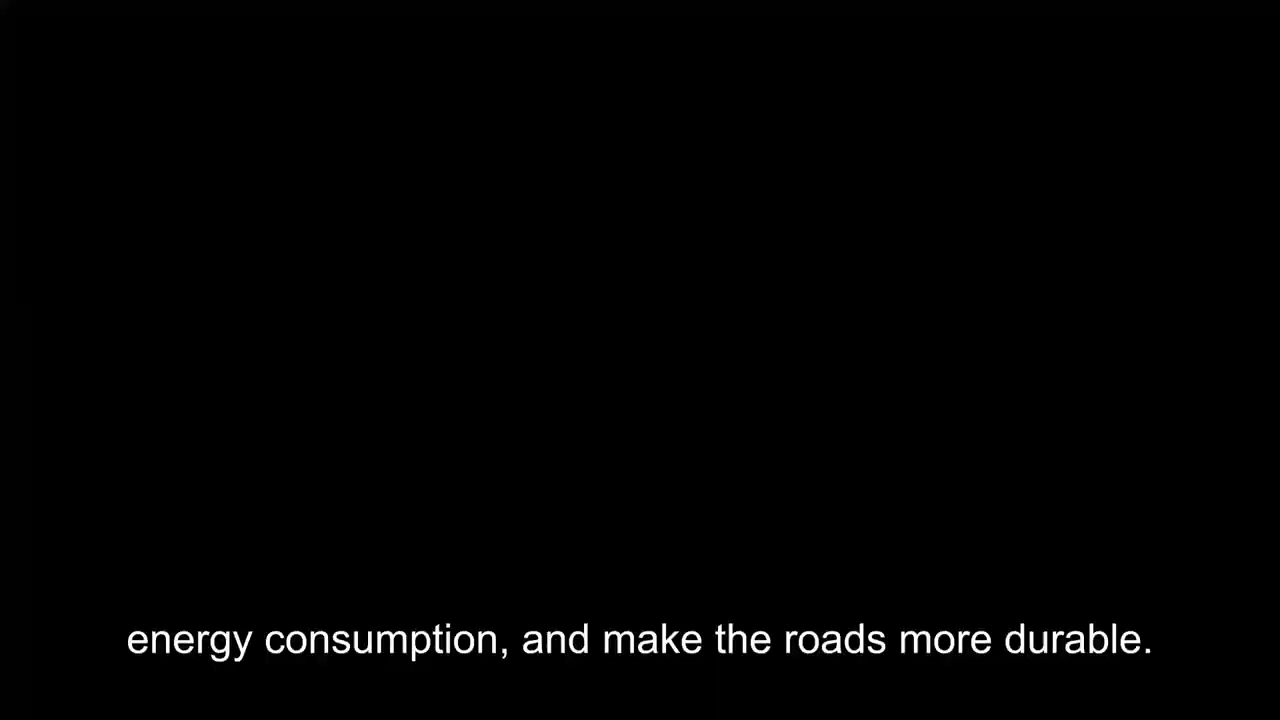 energy consumption, and make the roads more durable.